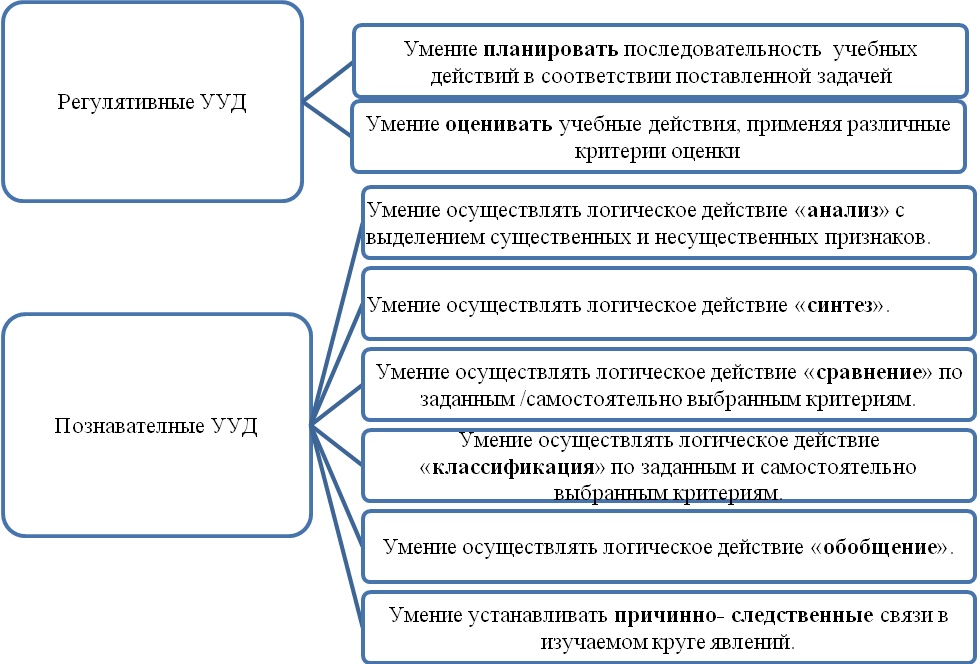 Регулятивные УУД
Умение планировать последовательность учебных
действий в соответствии поставленной задачей
Умение оценивать учебные действия, применяя различные
критерии оценки
Познавателные УУД
Умение осуществлять логическое действие «анализ» с
выделением существенных и несущественных признаков.
Умение осуществлять логическое действие «синтез».
Умение осуществлять логическое действие «сравнение» по
заданным /самостоятельно выбранным критериям.
Умение осуществлять логическое действие
«классификация» по заданным и самостоятельно
выбранным критериям.
Умение осуществлять логическое действие «обобщение».
Умение устанавливать причинно- следственные связи в
изучаемом круге явлений.